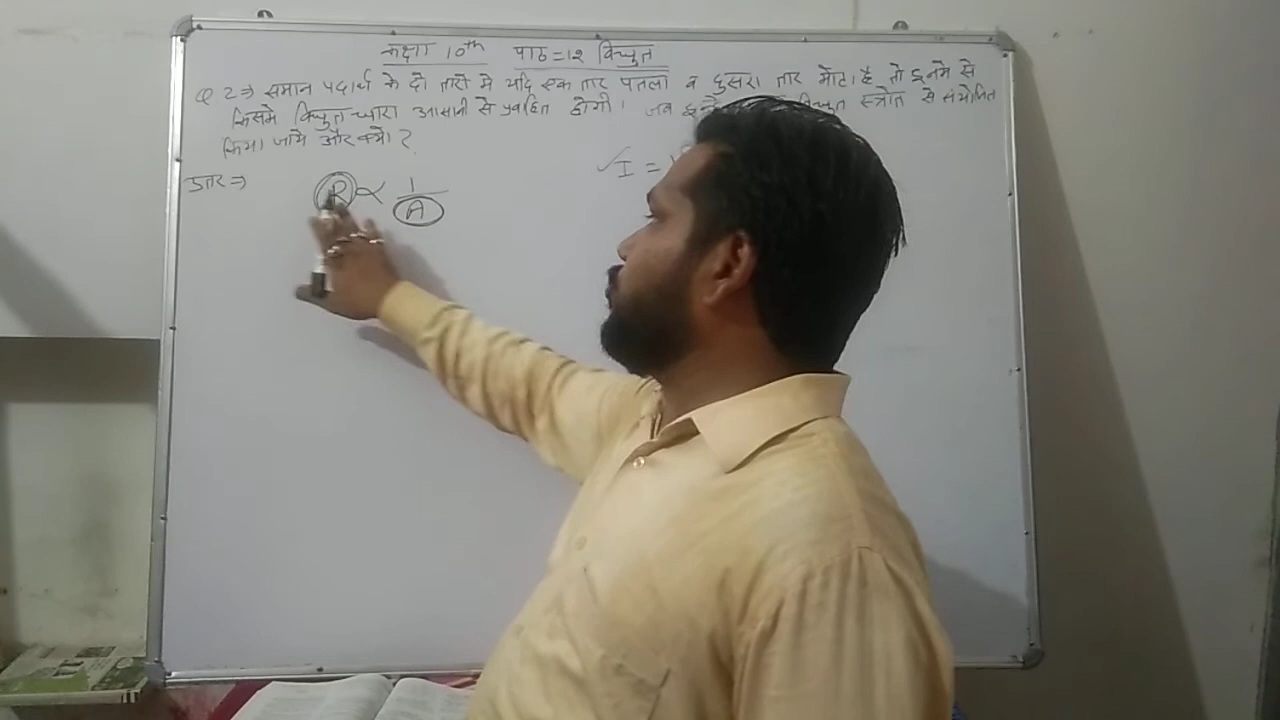 कक्षा 10th पाठ = 12 विद्युत
Q 2 ⇒ समान पदार्थ के दो तारो मे यदि एक तार पतला व दुसरा तार मोटा है तो इनमे से
किसमे विद्युत धारा आसानी से प्रवाहित होगी। जब इन्हे विद्युत स्त्रोत से संयोजित
किया जाये और क्यो ?
उत्तर ⇒ R ∝ 1/A
✓ I =